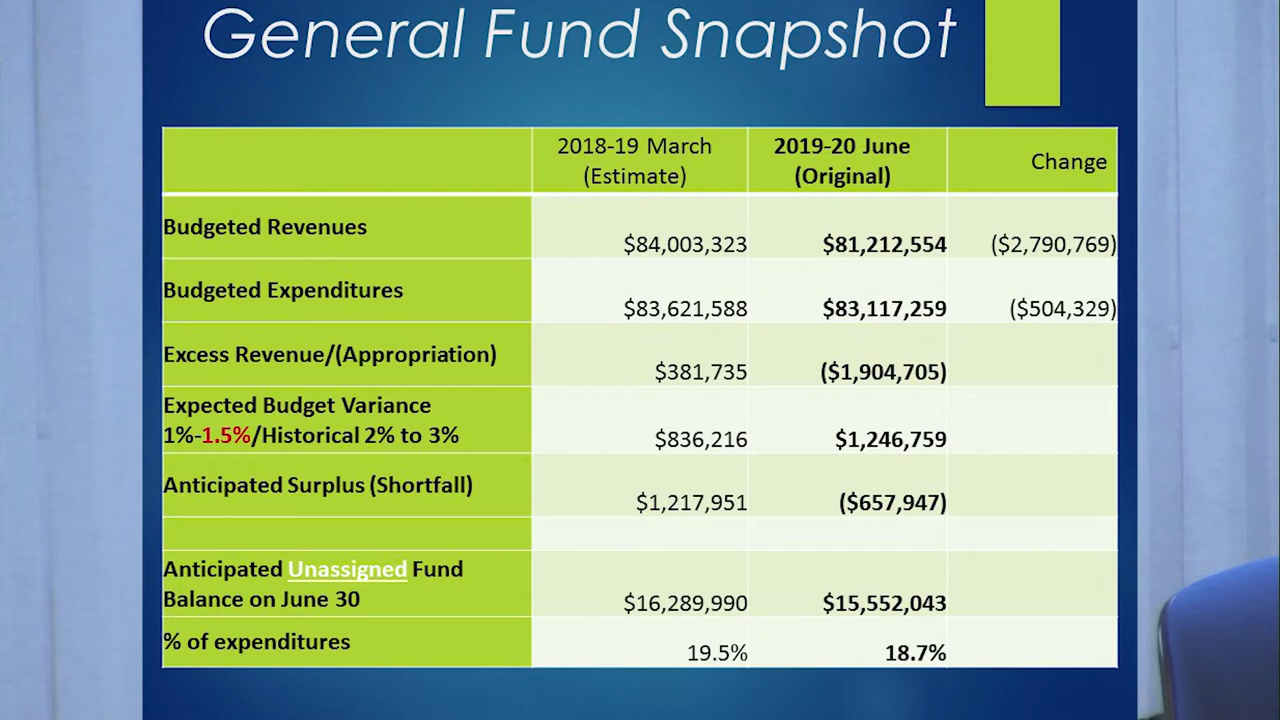 General Fund Snapshot
2018-19 March (Estimate) 2019-20 June (Original) Change
Budgeted Revenues $84,003,323 $81,212,554 ($2,790,769)
Budgeted Expenditures $83,621,588 $83,117,259 ($504,329)
Excess Revenue/(Appropriation) $381,735 ($1,904,705)
Expected Budget Variance
1%-1.5%/Historical 2% to 3% $836,216 $1,246,759
Anticipated Surplus (Shortfall) $1,217,951 ($657,947)
Anticipated Unassigned Fund
Balance on June 30 $16,289,990 $15,552,043
% of expenditures 19.5% 18.7%